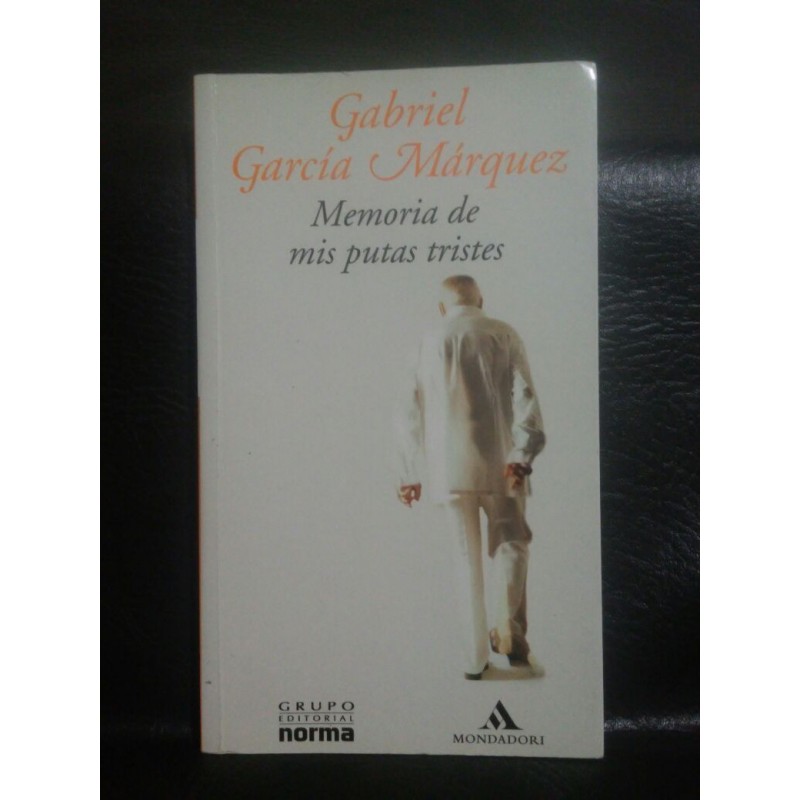 Gabriel
García Márquez
Memoria de
mis putas tristes
GRUPO
EDITORIAL
norma
MONDADORI